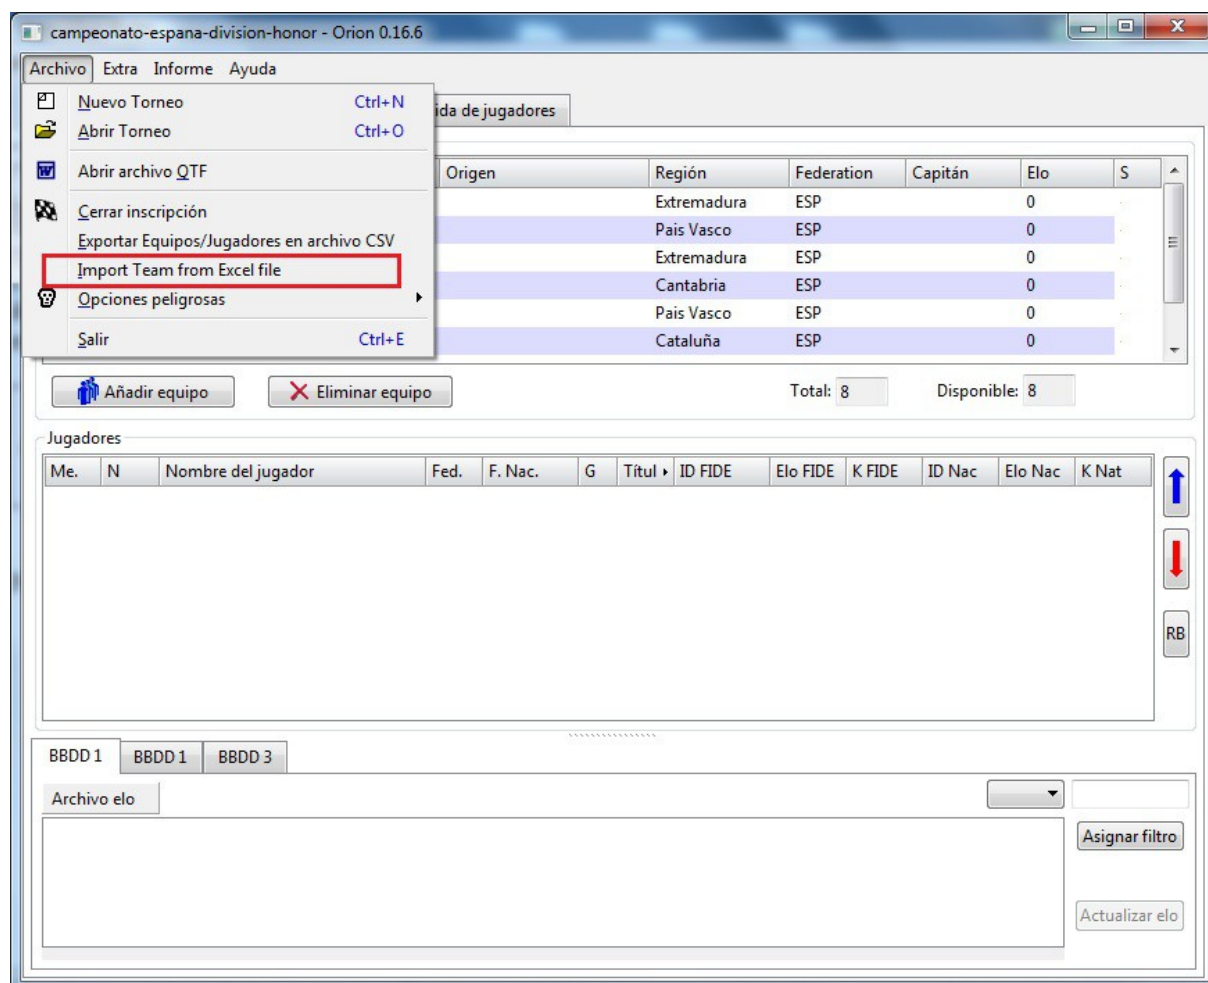 campeonato-espana-division-honor - Orion 0.16.6
Archivo Extra Informe Ayuda
Nuevo Torneo Ctrl+N
ida de jugadores
Abrir Torneo Ctrl+O
Abrir archivo QTF
Origen Región Federation Capitán Elo S
Cerrar inscripción
Extremadura ESP 0
Exportar Equipos/Jugadores en archivo CSV
Pais Vasco ESP 0
Import Team from Excel file
Extremadura ESP 0
Cantabria ESP 0
Opciones peligrosas
Pais Vasco ESP 0
Salir Ctrl+E
Cataluña ESP 0
Añadir equipo Eliminar equipo Total: 8 Disponible: 8
Jugadores
Me. N Nombre del jugador Fed. F. Nac. G Títul ID FIDE Elo FIDE K FIDE ID Nac Elo Nac K Nat
RB
BBDD 1 BBDD 1 BBDD 3
Archivo elo
Asignar filtro
Actualizar elo